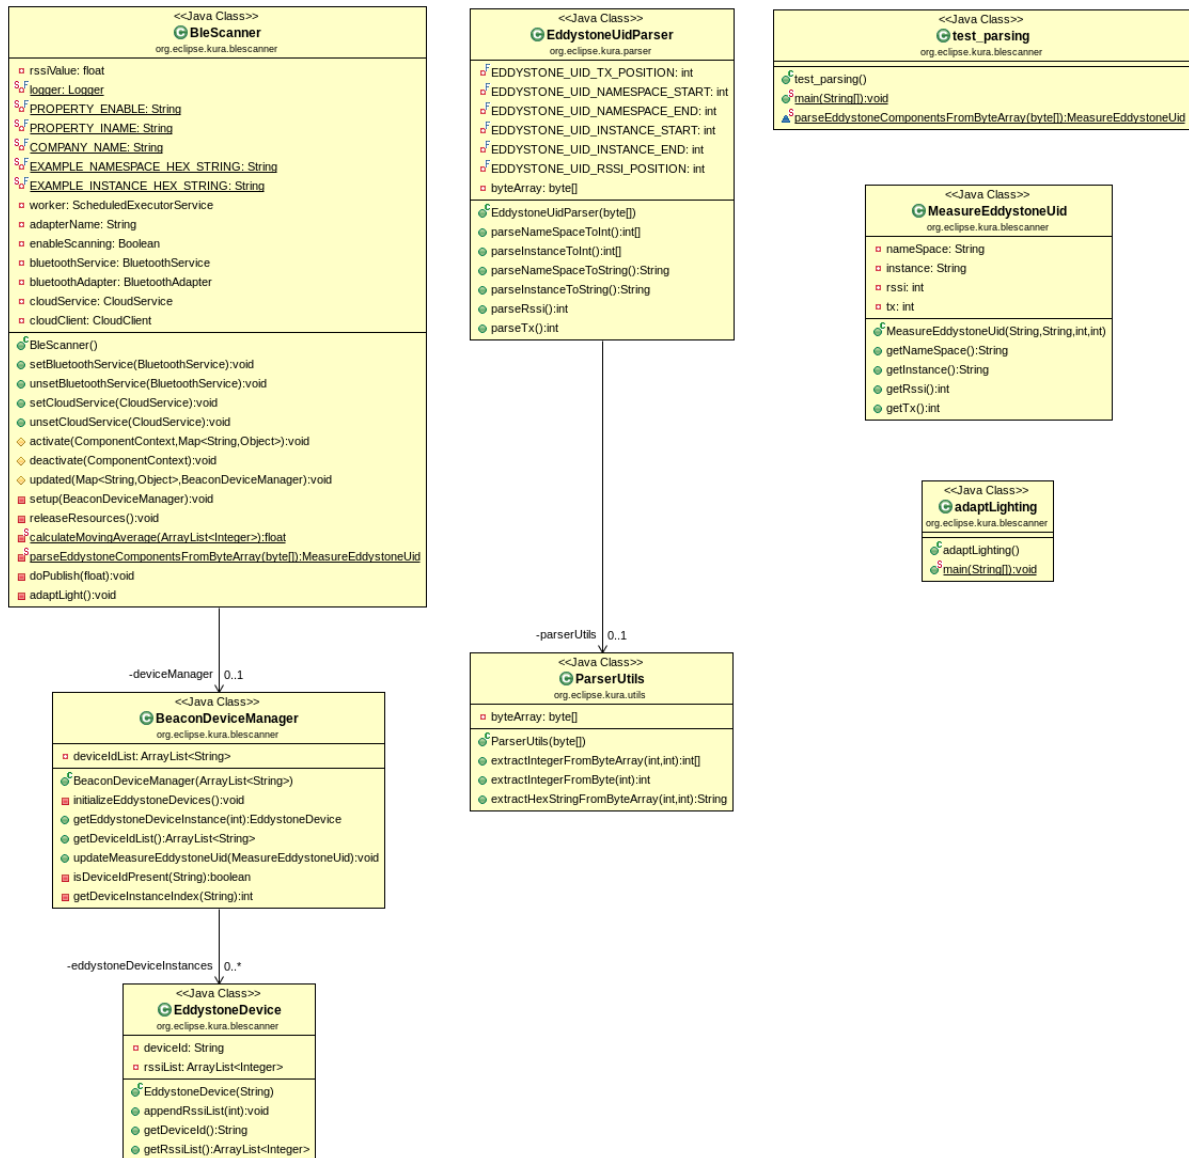 <<Java Class>>
BleScanner
org.eclipse.kura.blescanner
rssiValue: float
logger: Logger
PROPERTY_ENABLE: String
PROPERTY_INAME: String
COMPANY_NAME: String
EXAMPLE_NAMESPACE_HEX_STRING: String
EXAMPLE_INSTANCE_HEX_STRING: String
worker: ScheduledExecutorService
adapterName: String
enableScanning: Boolean
bluetoothService: BluetoothService
bluetoothAdapter: BluetoothAdapter
cloudService: CloudService
cloudClient: CloudClient
BleScanner()
setBluetoothService(BluetoothService):void
unsetBluetoothService(BluetoothService):void
setCloudService(CloudService):void
unsetCloudService(CloudService):void
activate(ComponentContext,Map<String,Object>):void
deactivate(ComponentContext):void
updated(Map<String,Object>,BeaconDeviceManager):void
setup(BeaconDeviceManager):void
releaseResources():void
calculateMovingAverage(ArrayList<Integer>):float
parseEddystoneComponentsFromByteArray(byte[]):MeasureEddystoneUid
doPublish(float):void
adaptLight():void
-deviceManager 0..1
<<Java Class>>
BeaconDeviceManager
org.eclipse.kura.blescanner
deviceIdList: ArrayList<String>
BeaconDeviceManager(ArrayList<String>)
initializeEddystoneDevices():void
getEddystoneDeviceInstance(int):EddystoneDevice
getDeviceIdList():ArrayList<String>
updateMeasureEddystoneUid(MeasureEddystoneUid):void
isDeviceIdPresent(String):boolean
getDeviceInstanceIndex(String):int
-eddystoneDeviceInstances 0..*
<<Java Class>>
EddystoneDevice
org.eclipse.kura.blescanner
deviceId: String
rssiList: ArrayList<Integer>
EddystoneDevice(String)
appendRssiList(int):void
getDeviceId():String
getRssiList():ArrayList<Integer>
<<Java Class>>
EddystoneUidParser
org.eclipse.kura.parser
EDDYSTONE_UID_TX_POSITION: int
EDDYSTONE_UID_NAMESPACE_START: int
EDDYSTONE_UID_NAMESPACE_END: int
EDDYSTONE_UID_INSTANCE_START: int
EDDYSTONE_UID_INSTANCE_END: int
EDDYSTONE_UID_RSSI_POSITION: int
byteArray: byte[]
EddystoneUidParser(byte[])
parseNameSpaceToInt():int[]
parseInstanceToInt():int[]
parseNameSpaceToString():String
parseInstanceToString():String
parseRssi():int
parseTx():int
-parserUtils 0..1
<<Java Class>>
ParserUtils
org.eclipse.kura.utils
byteArray: byte[]
ParserUtils(byte[])
extractIntegerFromByteArray(int,int):int[]
extractIntegerFromByte(int):int
extractHexStringFromByteArray(int,int):String
<<Java Class>>
test_parsing
org.eclipse.kura.blescanner
test_parsing()
main(String[]):void
parseEddystoneComponentsFromByteArray(byte[]):MeasureEddystoneUid
<<Java Class>>
MeasureEddystoneUid
org.eclipse.kura.blescanner
nameSpace: String
instance: String
rssi: int
tx: int
MeasureEddystoneUid(String,String,int,int)
getNameSpace():String
getInstance():String
getRssi():int
getTx():int
<<Java Class>>
adaptLighting
org.eclipse.kura.blescanner
adaptLighting()
main(String[]):void